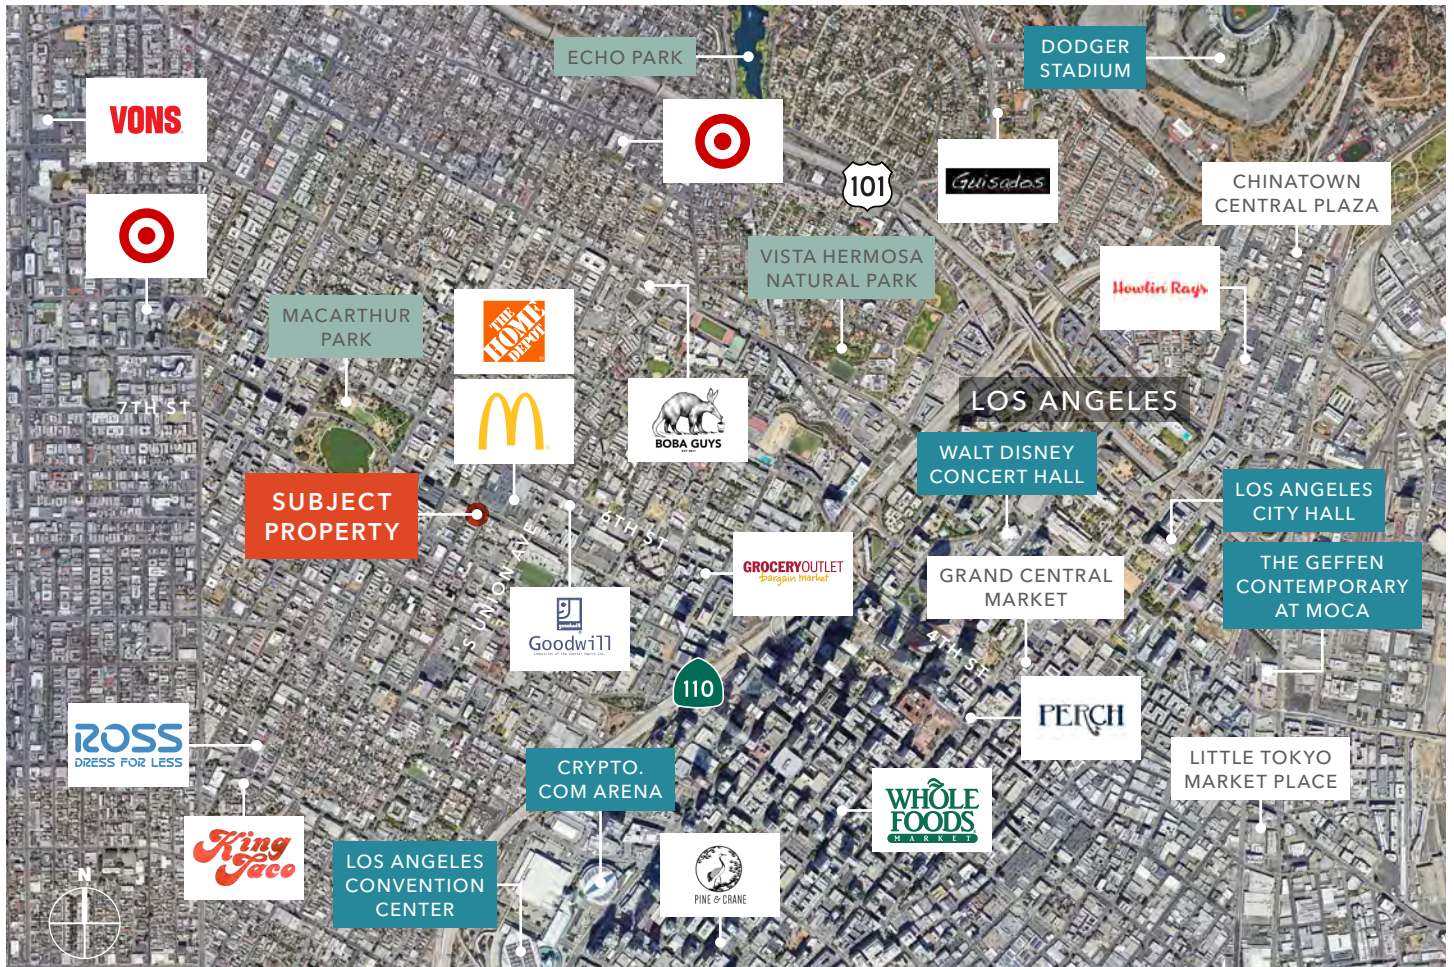 ECHO PARK
DODGER
STADIUM
VONS
101
Guisados
CHINATOWN
CENTRAL PLAZA
VISTA HERMOSA
NATURAL PARK
Howlin Ray's
MACARTHUR
PARK
THE
HOME
DEPOT
7TH ST
BOBA GUYS
LOS ANGELES
WALT DISNEY
CONCERT HALL
SUBJECT
PROPERTY
LOS ANGELES
CITY HALL
6TH ST
S UNION AVE
GROCERY OUTLET
bargain market
GRAND CENTRAL
MARKET
THE GEFFEN
CONTEMPORARY
AT MOCA
goodwill
Goodwill
4TH ST
110
PERCH
ROSS
DRESS FOR LESS
CRYPTO.
COM ARENA
LITTLE TOKYO
MARKET PLACE
WHOLE
FOODS
MARKET
King
Taco
LOS ANGELES
CONVENTION
CENTER
PINE & CRANE
N